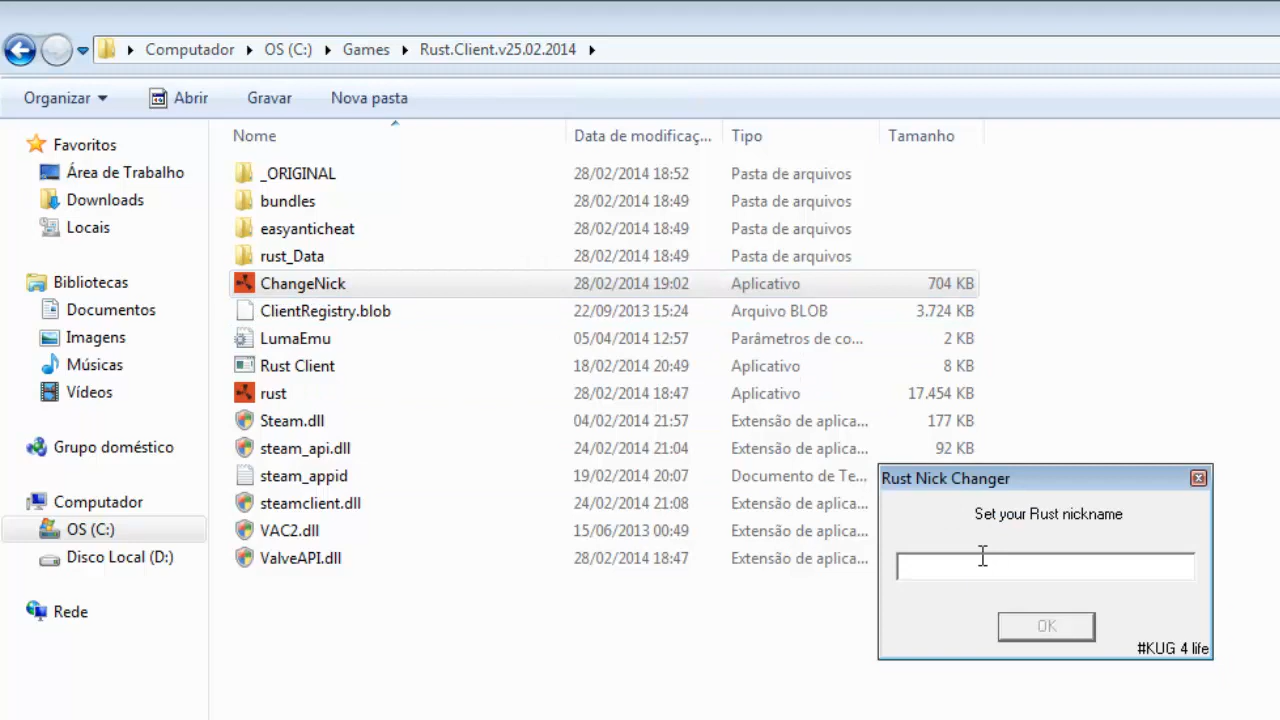 Computador OS (C:) Games Rust.Client.v25.02.2014
Organizar Abrir Gravar Nova pasta
Nome Data de modificaç... Tipo Tamanho
Favoritos
Área de Trabalho
Downloads
Locais
Bibliotecas
Documentos
Imagens
Músicas
Vídeos
Grupo doméstico
Computador
OS (C:)
Disco Local (D:)
Rede
_ORIGINAL 28/02/2014 18:52 Pasta de arquivos
bundles 28/02/2014 18:49 Pasta de arquivos
easyanticheat 28/02/2014 18:49 Pasta de arquivos
rust_Data 28/02/2014 18:49 Pasta de arquivos
ChangeNick 28/02/2014 19:02 Aplicativo 704 KB
ClientRegistry.blob 22/09/2013 15:24 Arquivo BLOB 3.724 KB
LumaEmu 05/04/2014 12:57 Parâmetros de co... 2 KB
Rust Client 18/02/2014 20:49 Aplicativo 8 KB
rust 28/02/2014 18:47 Aplicativo 17.454 KB
Steam.dll 04/02/2014 21:57 Extensão de aplica... 177 KB
steam_api.dll 24/02/2014 21:04 Extensão de aplica... 92 KB
steam_appid 19/02/2014 20:07 Documento de Te...
steamclient.dll 24/02/2014 21:08 Extensão de aplica...
VAC2.dll 15/06/2013 00:49 Extensão de aplica...
ValveAPI.dll 28/02/2014 18:47 Extensão de aplica...
Rust Nick Changer
Set your Rust nickname
OK
#KUG 4 life